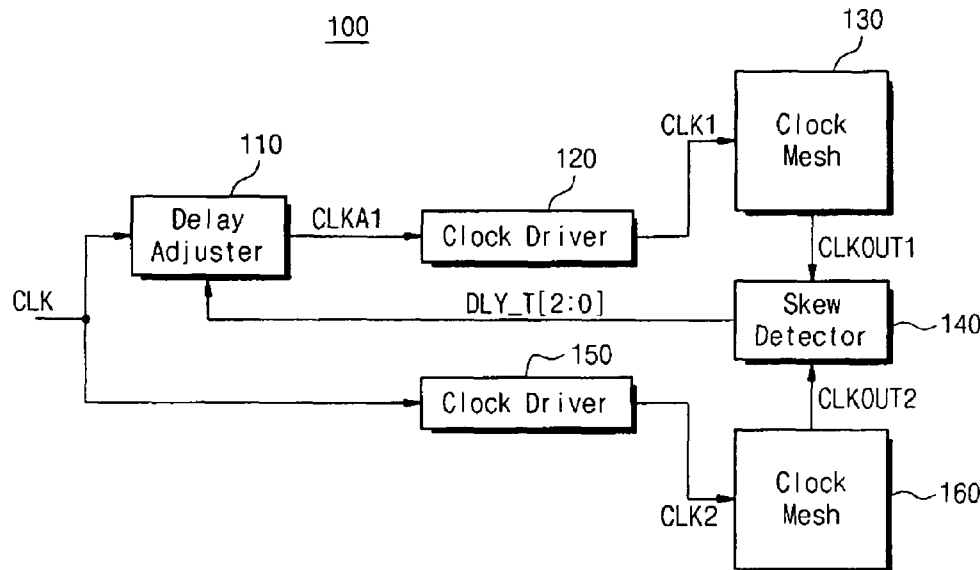 100
130
Clock
Mesh
CLK1
110
120
Delay
Adjuster
CLKA1
Clock Driver
CLKOUT1
CLK
DLY_T[2:0]
Skew
Detector
140
150
Clock Driver
CLKOUT2
CLK2
Clock
Mesh
160